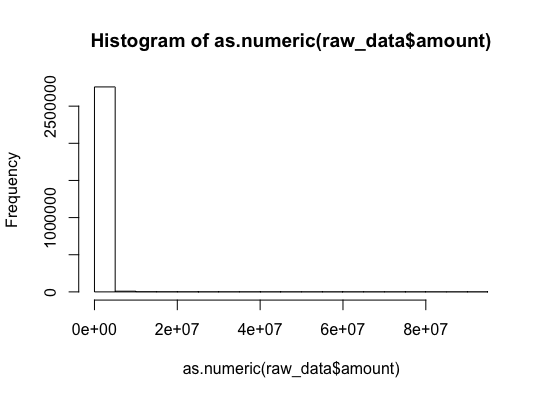 Histogram of as.numeric(raw_data$amount)
Frequency
2500000
1000000
0
0e+00 2e+07 4e+07 6e+07 8e+07
as.numeric(raw_data$amount)